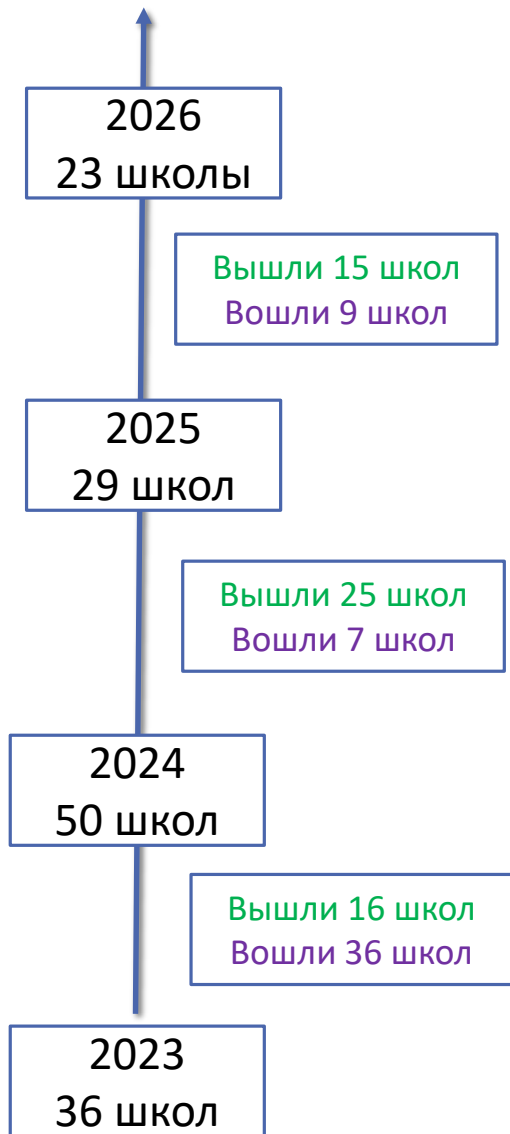 2026
23 школы
Вышли 15 школ
Вошли 9 школ
2025
29 школ
Вышли 25 школ
Вошли 7 школ
2024
50 школ
Вышли 16 школ
Вошли 36 школ
2023
36 школ